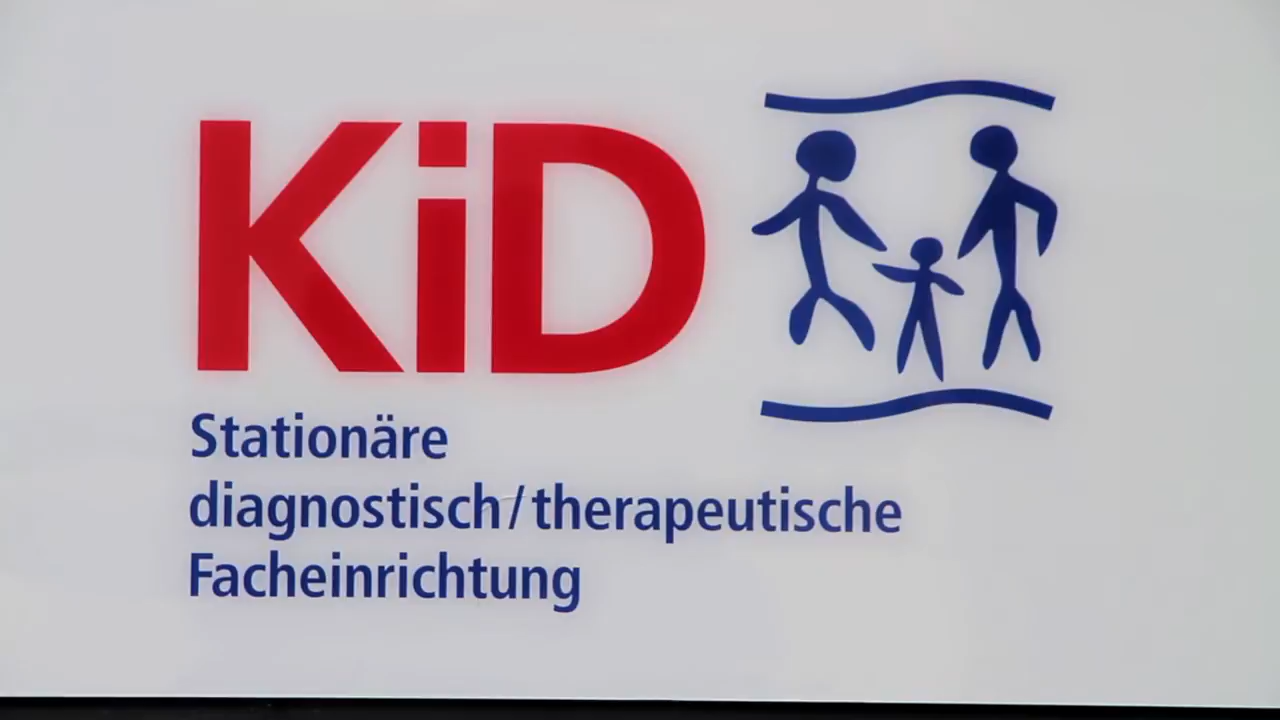 KiD
Stationäre
diagnostisch/therapeutische
Facheinrichtung